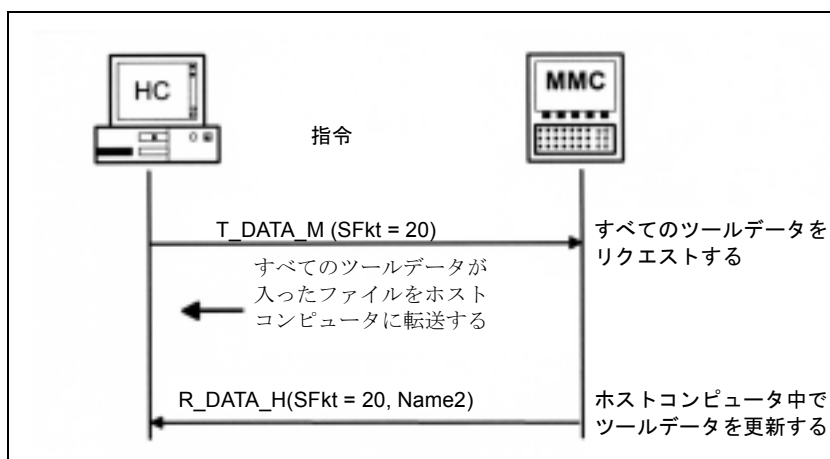 HC
MMC
指令
T_DATA_M (SFkt = 20)
すべてのツールデータを
リクエストする
すべてのツールデータが
入ったファイルをホスト
コンピュータに転送する
R_DATA_H(SFkt = 20, Name2)
ホストコンピュータ中で
ツールデータを更新する